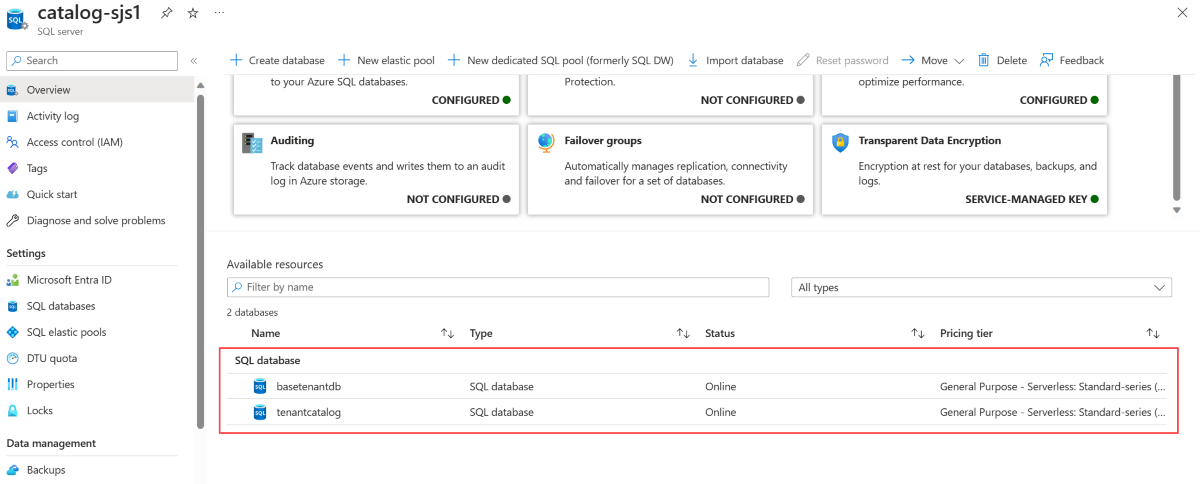 catalog-sjs1
SQL server
Search
Overview
Activity log
Access control (IAM)
Tags
Quick start
Diagnose and solve problems
Settings
Microsoft Entra ID
SQL databases
SQL elastic pools
DTU quota
Properties
Locks
Data management
Backups
Create database
New elastic pool
New dedicated SQL pool (formerly SQL DW)
Import database
Reset password
Move
Delete
Feedback
to your Azure SQL databases.
CONFIGURED
Protection.
NOT CONFIGURED
optimize performance.
CONFIGURED
Auditing
Track database events and writes them to an audit
log in Azure storage.
NOT CONFIGURED
Failover groups
Automatically manages replication, connectivity
and failover for a set of databases.
NOT CONFIGURED
Transparent Data Encryption
Encryption at rest for your databases, backups, and
logs.
SERVICE-MANAGED KEY
Available resources
Filter by name
All types
2 databases
Name Type Status Pricing tier
SQL database
basetenantdb SQL database Online General Purpose - Serverless: Standard-series (...
tenantcatalog SQL database Online General Purpose - Serverless: Standard-series (...